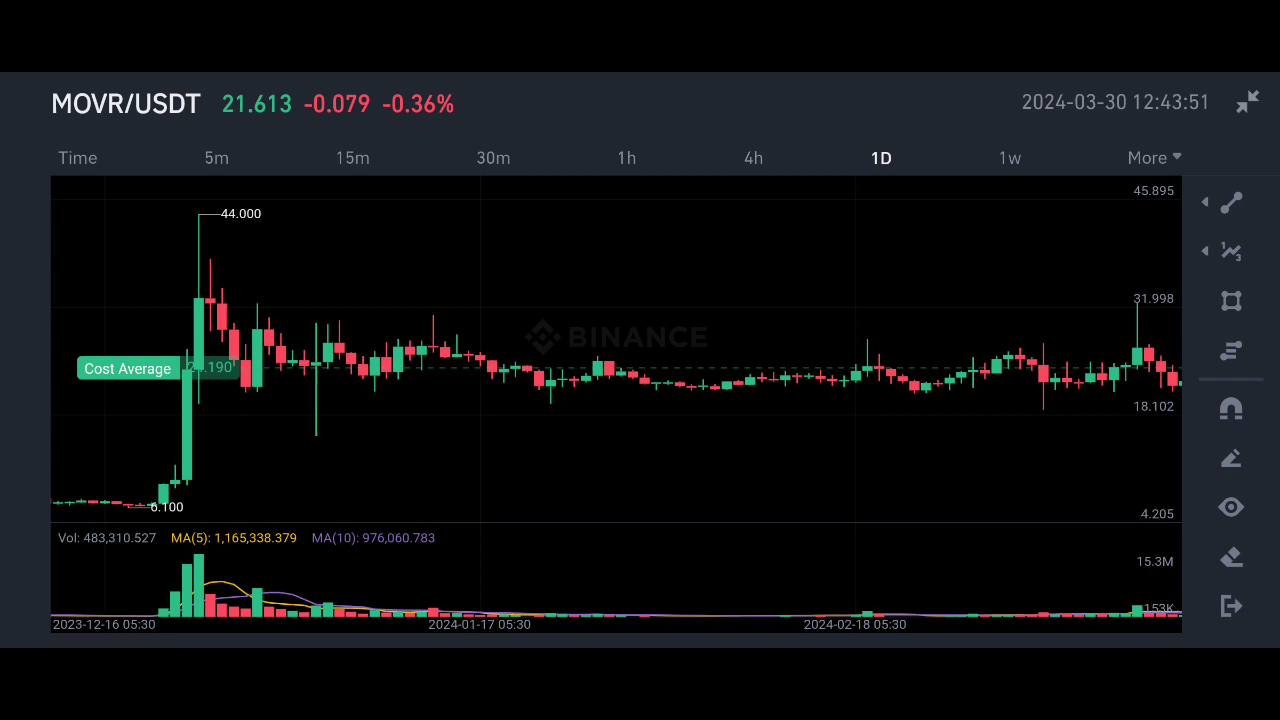 MOVR/USDT 21.613 -0.079 -0.36% 2024-03-30 12:43:51
Time 5m 15m 30m 1h 4h 1D 1w More
45.895
44.000
31.998
BINANCE
Cost Average
18.102
6.100
4.205
Vol: 483,310.527 MA(5): 1,165,338.379 MA(10): 976,060.783
15.3M
153K
2023-12-16 05:30 2024-01-17 05:30 2024-02-18 05:30